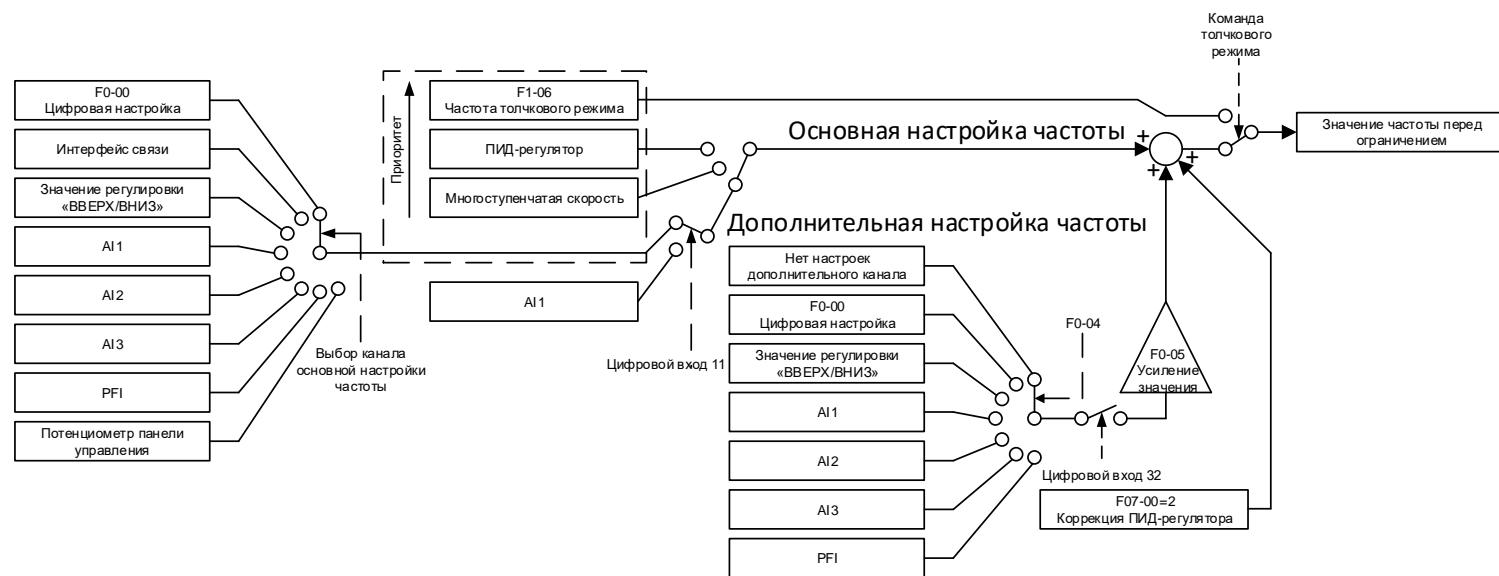 Команда
толчкового
режима
F0-00
Цифровая настройка
Интерфейс связи
Значение регулировки
«ВВЕРХ/ВНИЗ»
AI1
AI2
AI3
PFI
Потенциометр панели
управления
Выбор канала
основной настройки
частоты
Приоритет
F1-06
Частота толчкового режима
ПИД-регулятор
Многоступенчатая скорость
AI1
Цифровой вход 11
Основная настройка частоты
+
+
+
Значение частоты перед
ограничением
Дополнительная настройка частоты
Нет настроек
дополнительного канала
F0-00
Цифровая настройка
Значение регулировки
«ВВЕРХ/ВНИЗ»
AI1
AI2
AI3
PFI
F0-04
F0-05
Усиление
значения
Цифровой вход 32
F07-00=2
Коррекция ПИД-регулятора